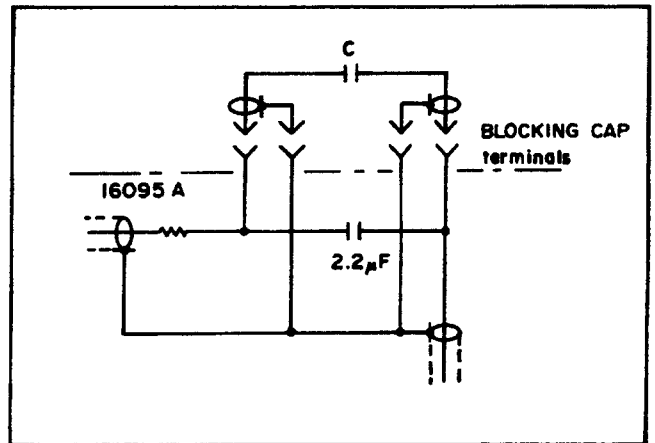 C
BLOCKING CAP
terminals
16095 A
2.2μF